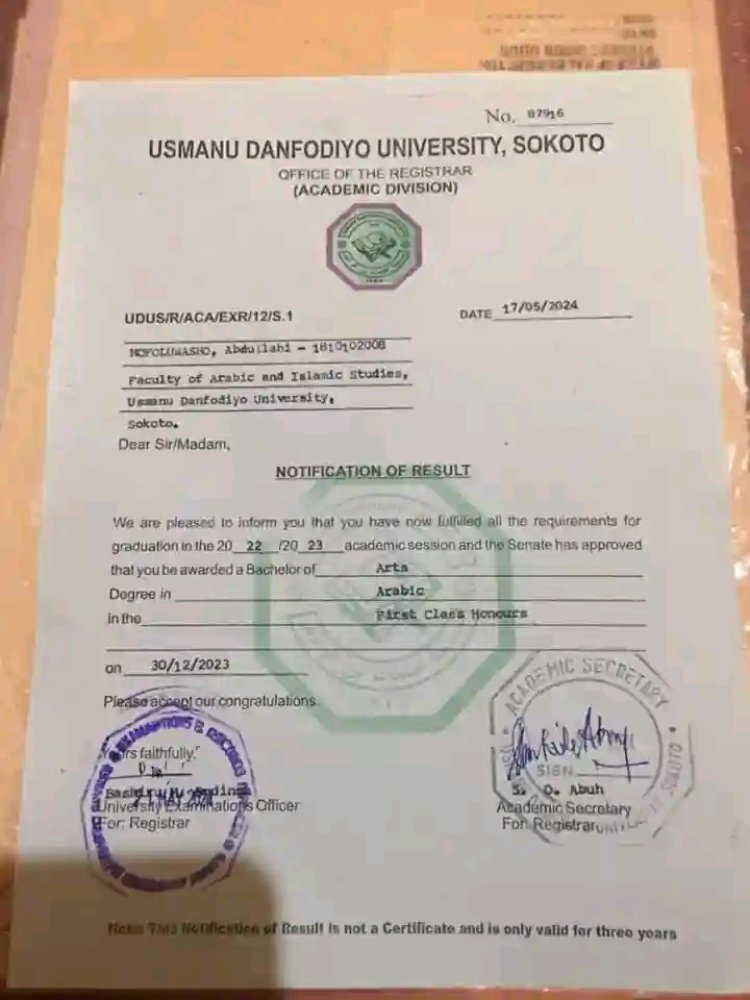 No. 07916
USMANU DANFODIYO UNIVERSITY, SOKOTO
OFFICE OF THE REGISTRAR
(ACADEMIC DIVISION)
UDUS/R/ACA/EXR/12/S.1
DATE 17/05/2024
MOFOLUWASHO, Abdullahi - 1810102008
Faculty of Arabic and Islamic Studies,
Usmanu Danfodiyo University,
Sokoto.
Dear Sir/Madam,
NOTIFICATION OF RESULT
We are pleased to inform you that you have now fulfilled all the requirements for
graduation in the 20 22 /20 23 academic session and the Senate has approved
that you be awarded a Bachelor of Arts
Degree in Arabic
in the First Class Honours
on 30/12/2023
Please accept our congratulations
ACADEMIC SECRETARY
Yours faithfully,
SIGN
S. O. Abuh
University Examinations Officer
Academic Secretary
For: Registrar
For: Registrar
Note: This Notification of Result is not a Certificate and is only valid for three years